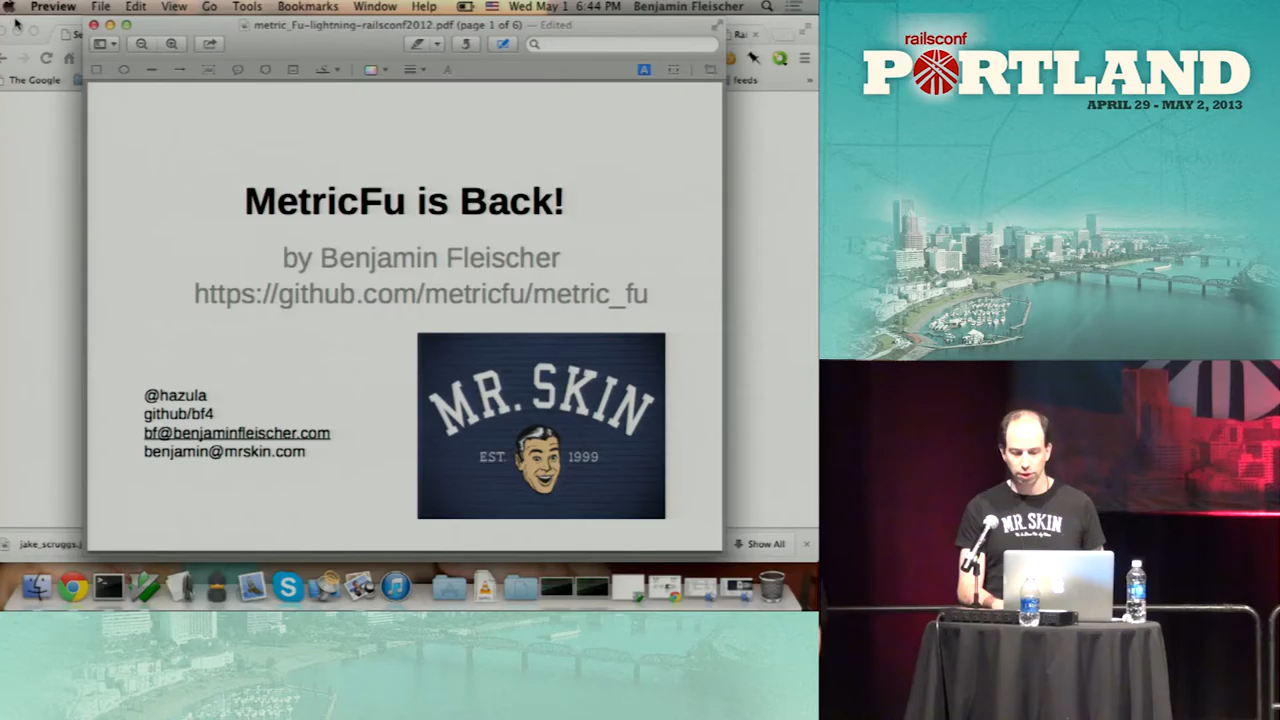 Preview File Edit View Go Tools Bookmarks Window Help Wed May 1 6:44 PM Benjamin Fleischer
metric_Fu-lightning-railsconf2012.pdf (page 1 of 6) — Edited
The Google
feeds
MetricFu is Back!
by Benjamin Fleischer
https://github.com/metricfu/metric_fu
@hazula
github/bf4
bf@benjaminfleischer.com
benjamin@mrskin.com
MR. SKIN
EST. 1999
jake_scruggs.j
Show All
railsconf
PORTLAND
APRIL 29 - MAY 2, 2013
MR. SKIN